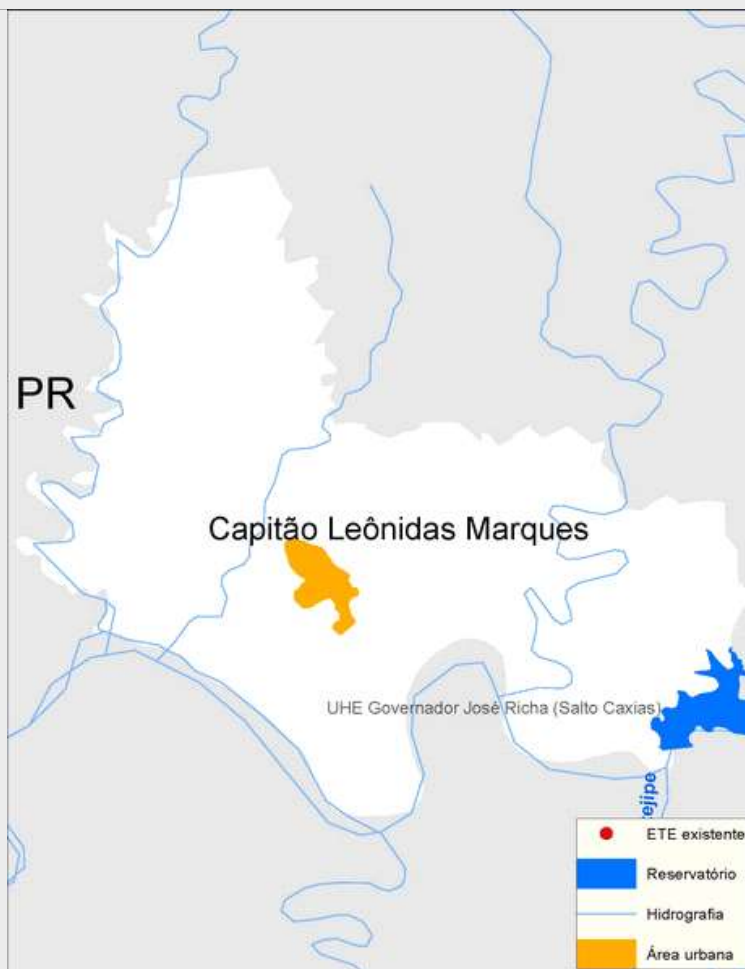 PR
Capitão Leônidas Marques
UHE Governador José Richa (Salto Caxias)
ETE existente
Reservatório
Hidrografia
Área urbana